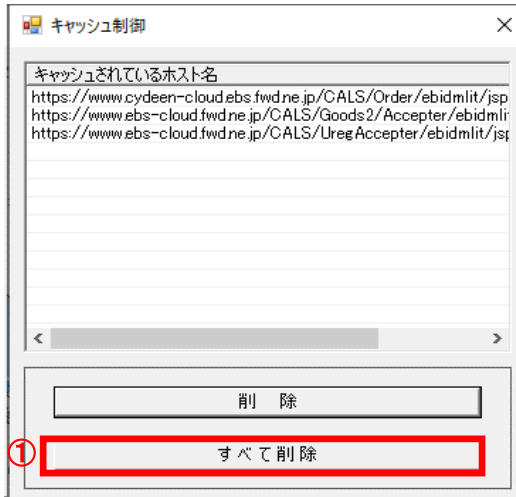 キャッシュ制御
キャッシュされているホスト名
https://www.cydeen-cloud.ebs.fwd.ne.jp/CALS/Order/ebidmlit/jsp
https://www.ebs-cloud.fwd.ne.jp/CALS/Goods2/Accepter/ebidmli
https://www.ebs-cloud.fwd.ne.jp/CALS/UregAccepter/ebidmlit/jsp
削 除
① すべて削除